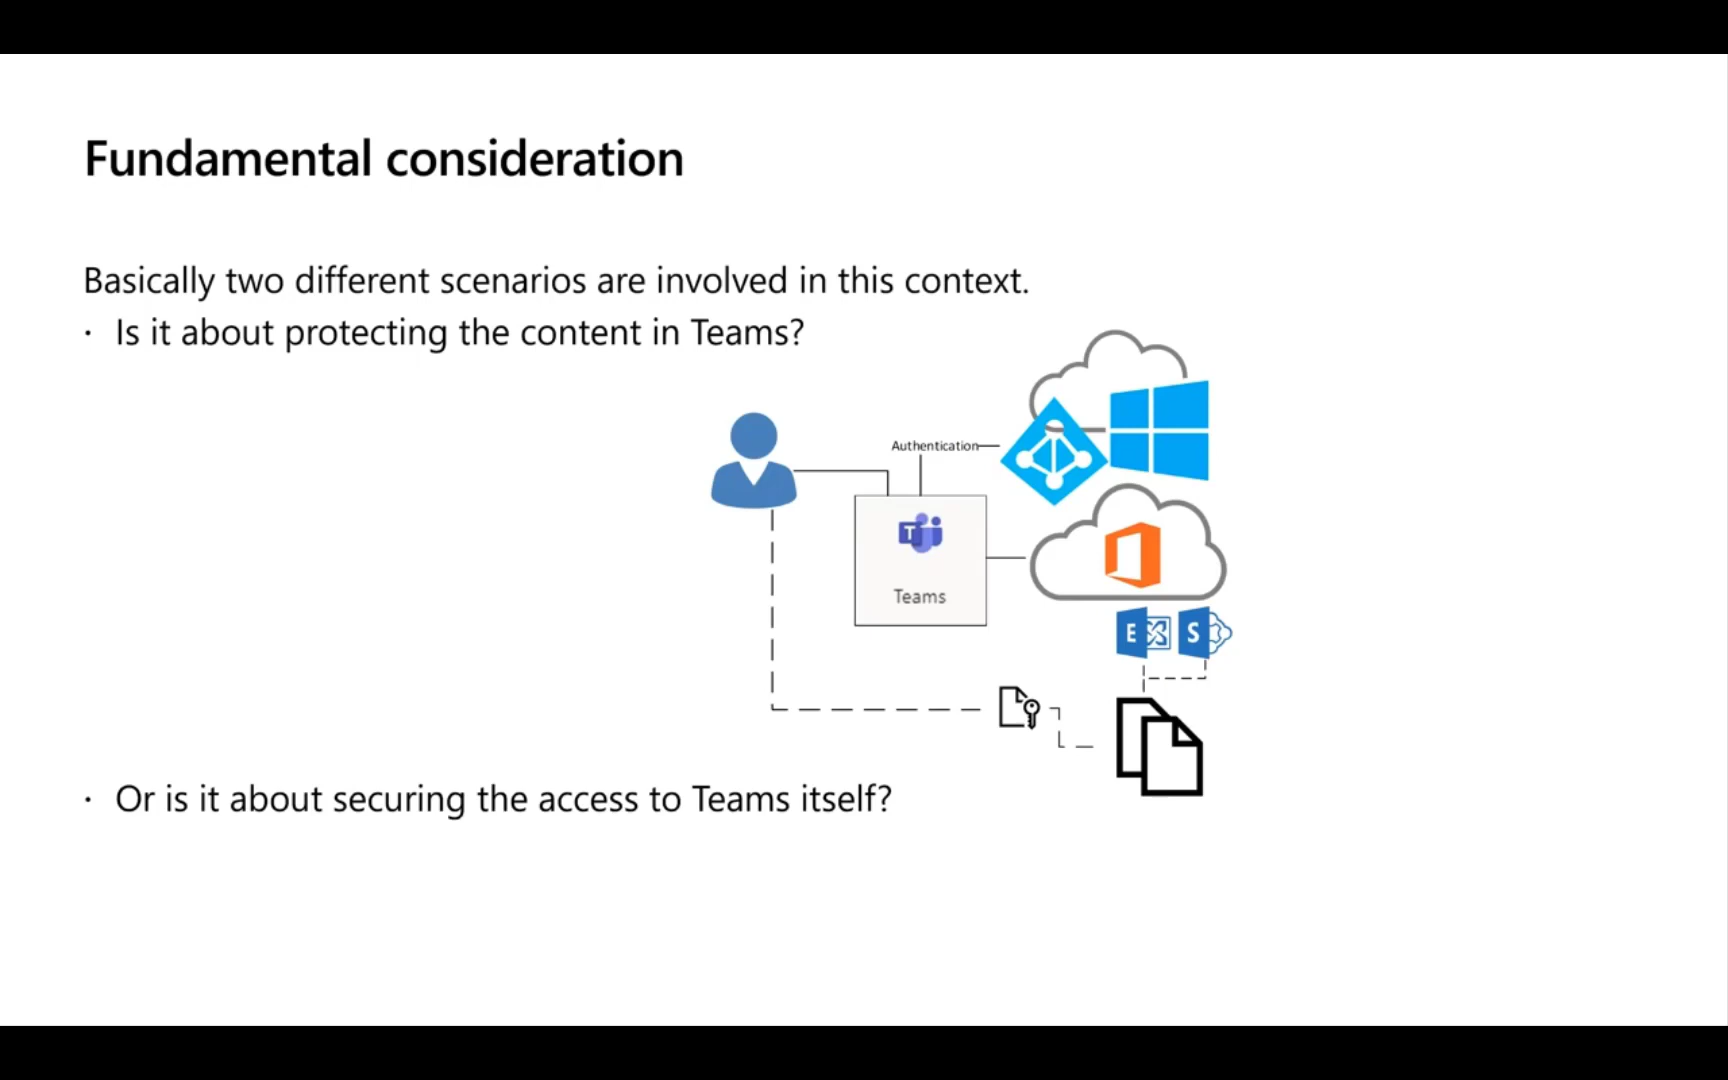 Fundamental consideration
Basically two different scenarios are involved in this context.
· Is it about protecting the content in Teams?
Authentication
T
Teams
E
S
· Or is it about securing the access to Teams itself?